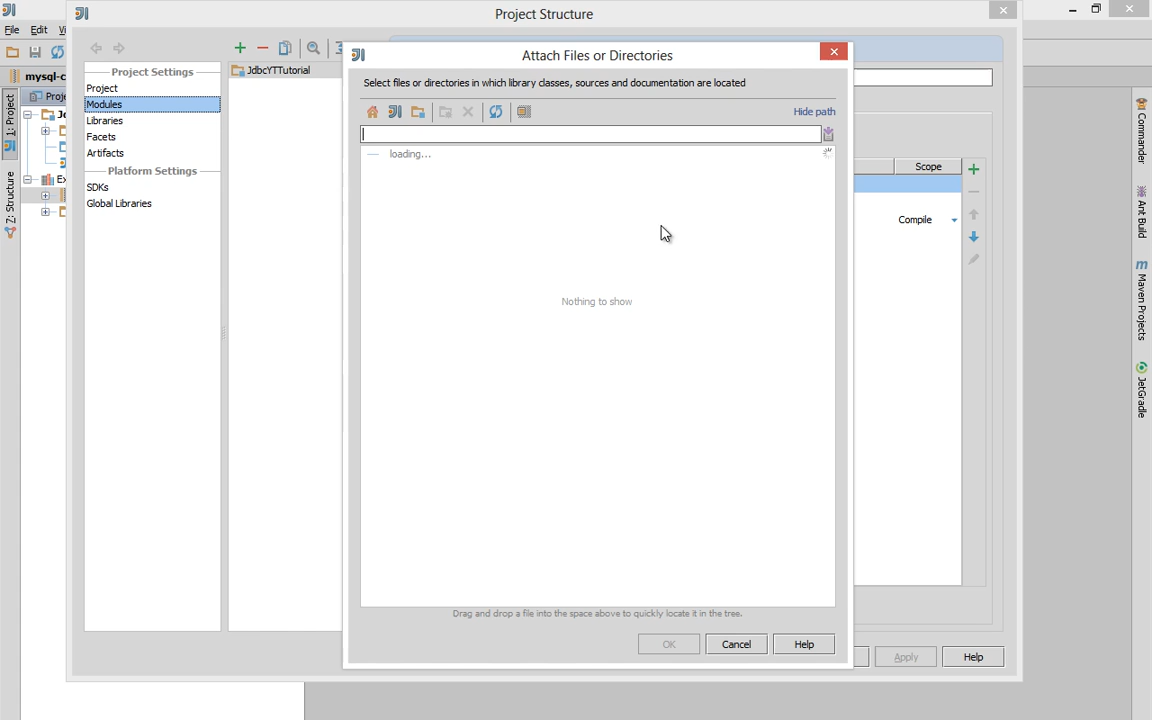 Project Structure
File Edit
mysql-c
Attach Files or Directories
Select files or directories in which library classes, sources and documentation are located
Hide path
loading...
Nothing to show
Drag and drop a file into the space above to quickly locate it in the tree.
OK Cancel Help
Project Settings
Project
Modules
Libraries
Facets
Artifacts
Platform Settings
SDKs
Global Libraries
JdbcYTTutorial
Scope
Compile
Apply Help
1: Project
Z: Structure
Proje
Ex
Commander
Ant Build
Maven Projects
JetGradle